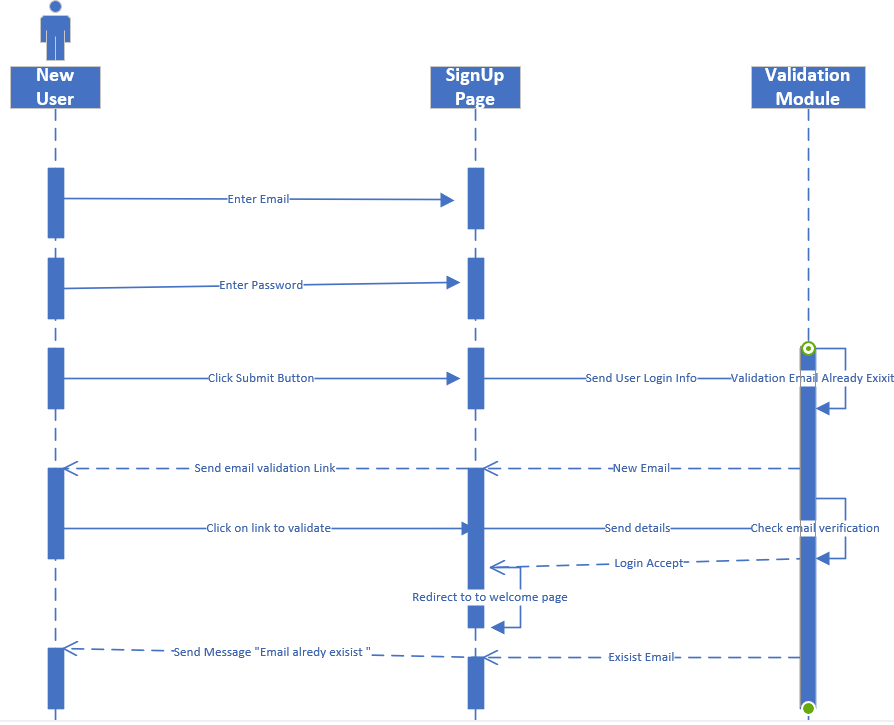 New
User
SignUp
Page
Validation
Module
Enter Email
Enter Password
Click Submit Button
Send User Login Info
Validation Email Already Exixit
Send email validation Link
New Email
Click on link to validate
Send details
Check email verification
Login Accept
Redirect to to welcome page
Send Message "Email alredy exisist "
Exisist Email